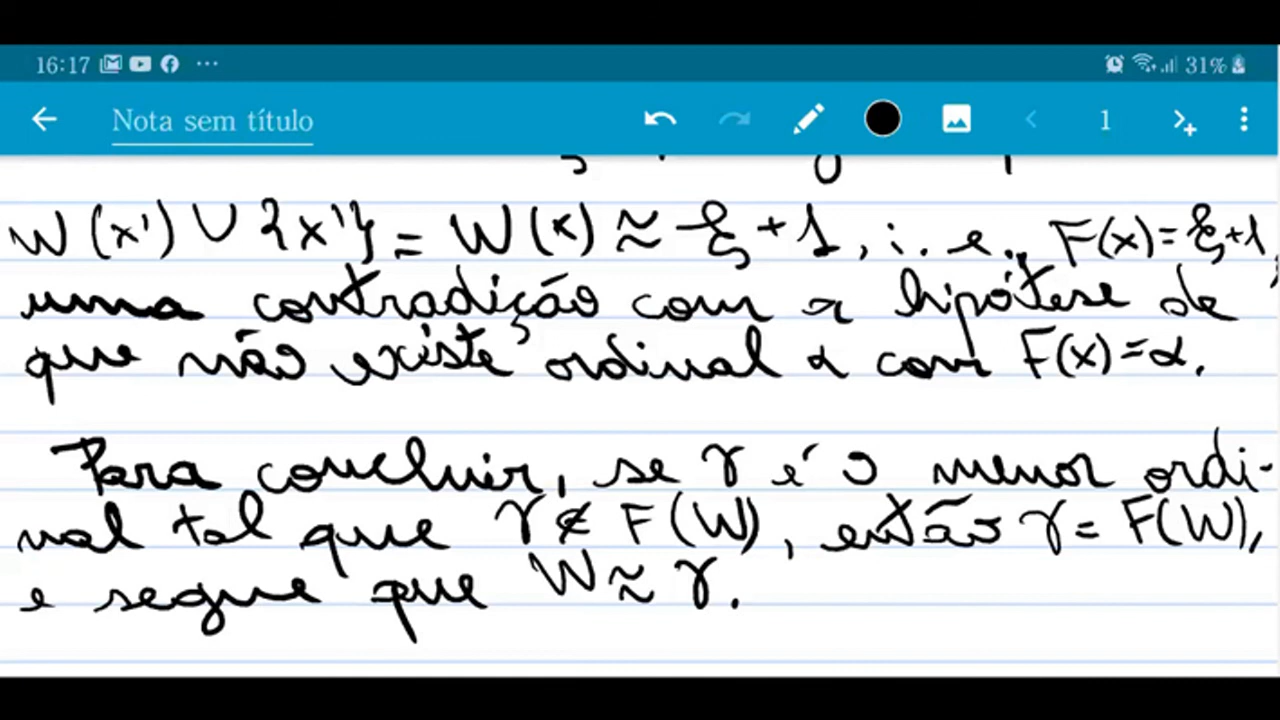 16:17 ... 31%
Nota sem título 1
W(x') ∪ {x'} = W(x) ≈ ξ+1, i. e., F(x)=ξ+1,
uma contradição com a hipótese de
que não existe ordinal α com F(x)=α.
Para concluir, se γ é o menor ordi-
nal tal que γ ∉ F(W), então γ = F(W),
e segue que W ≈ γ.